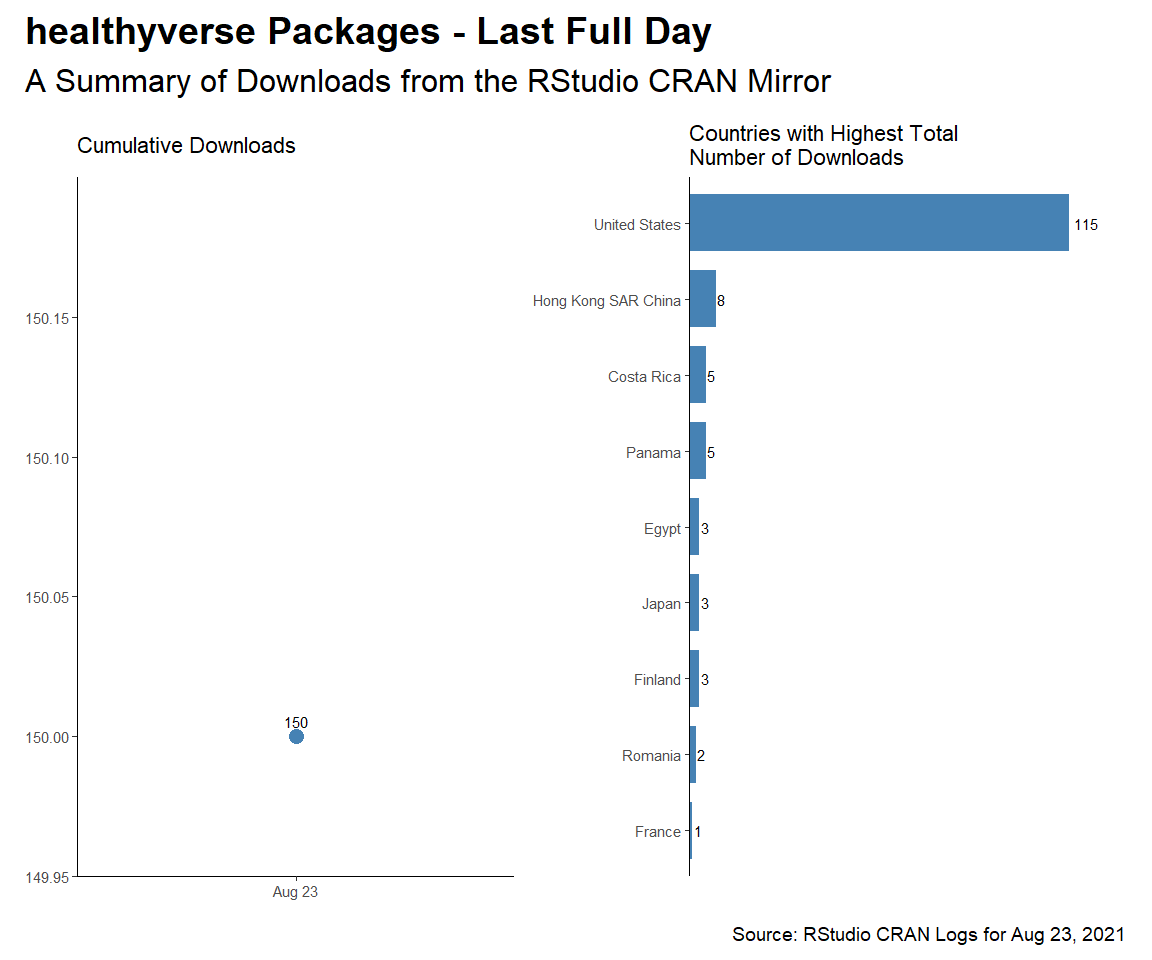 healthyverse Packages - Last Full Day
A Summary of Downloads from the RStudio CRAN Mirror
Cumulative Downloads
150.15
150.10
150.05
150.00
149.95
150
Aug 23
Countries with Highest Total
Number of Downloads
United States 115
Hong Kong SAR China 8
Costa Rica 5
Panama 5
Egypt 3
Japan 3
Finland 3
Romania 2
France 1
Source: RStudio CRAN Logs for Aug 23, 2021